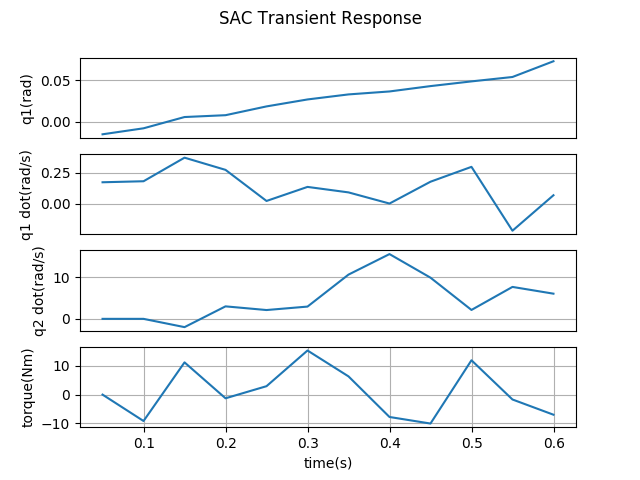 SAC Transient Response
q1(rad)
0.05
0.00
q1 dot(rad/s)
0.25
0.00
q2 dot(rad/s)
10
0
torque(Nm)
10
0
−10
0.1 0.2 0.3 0.4 0.5 0.6
time(s)